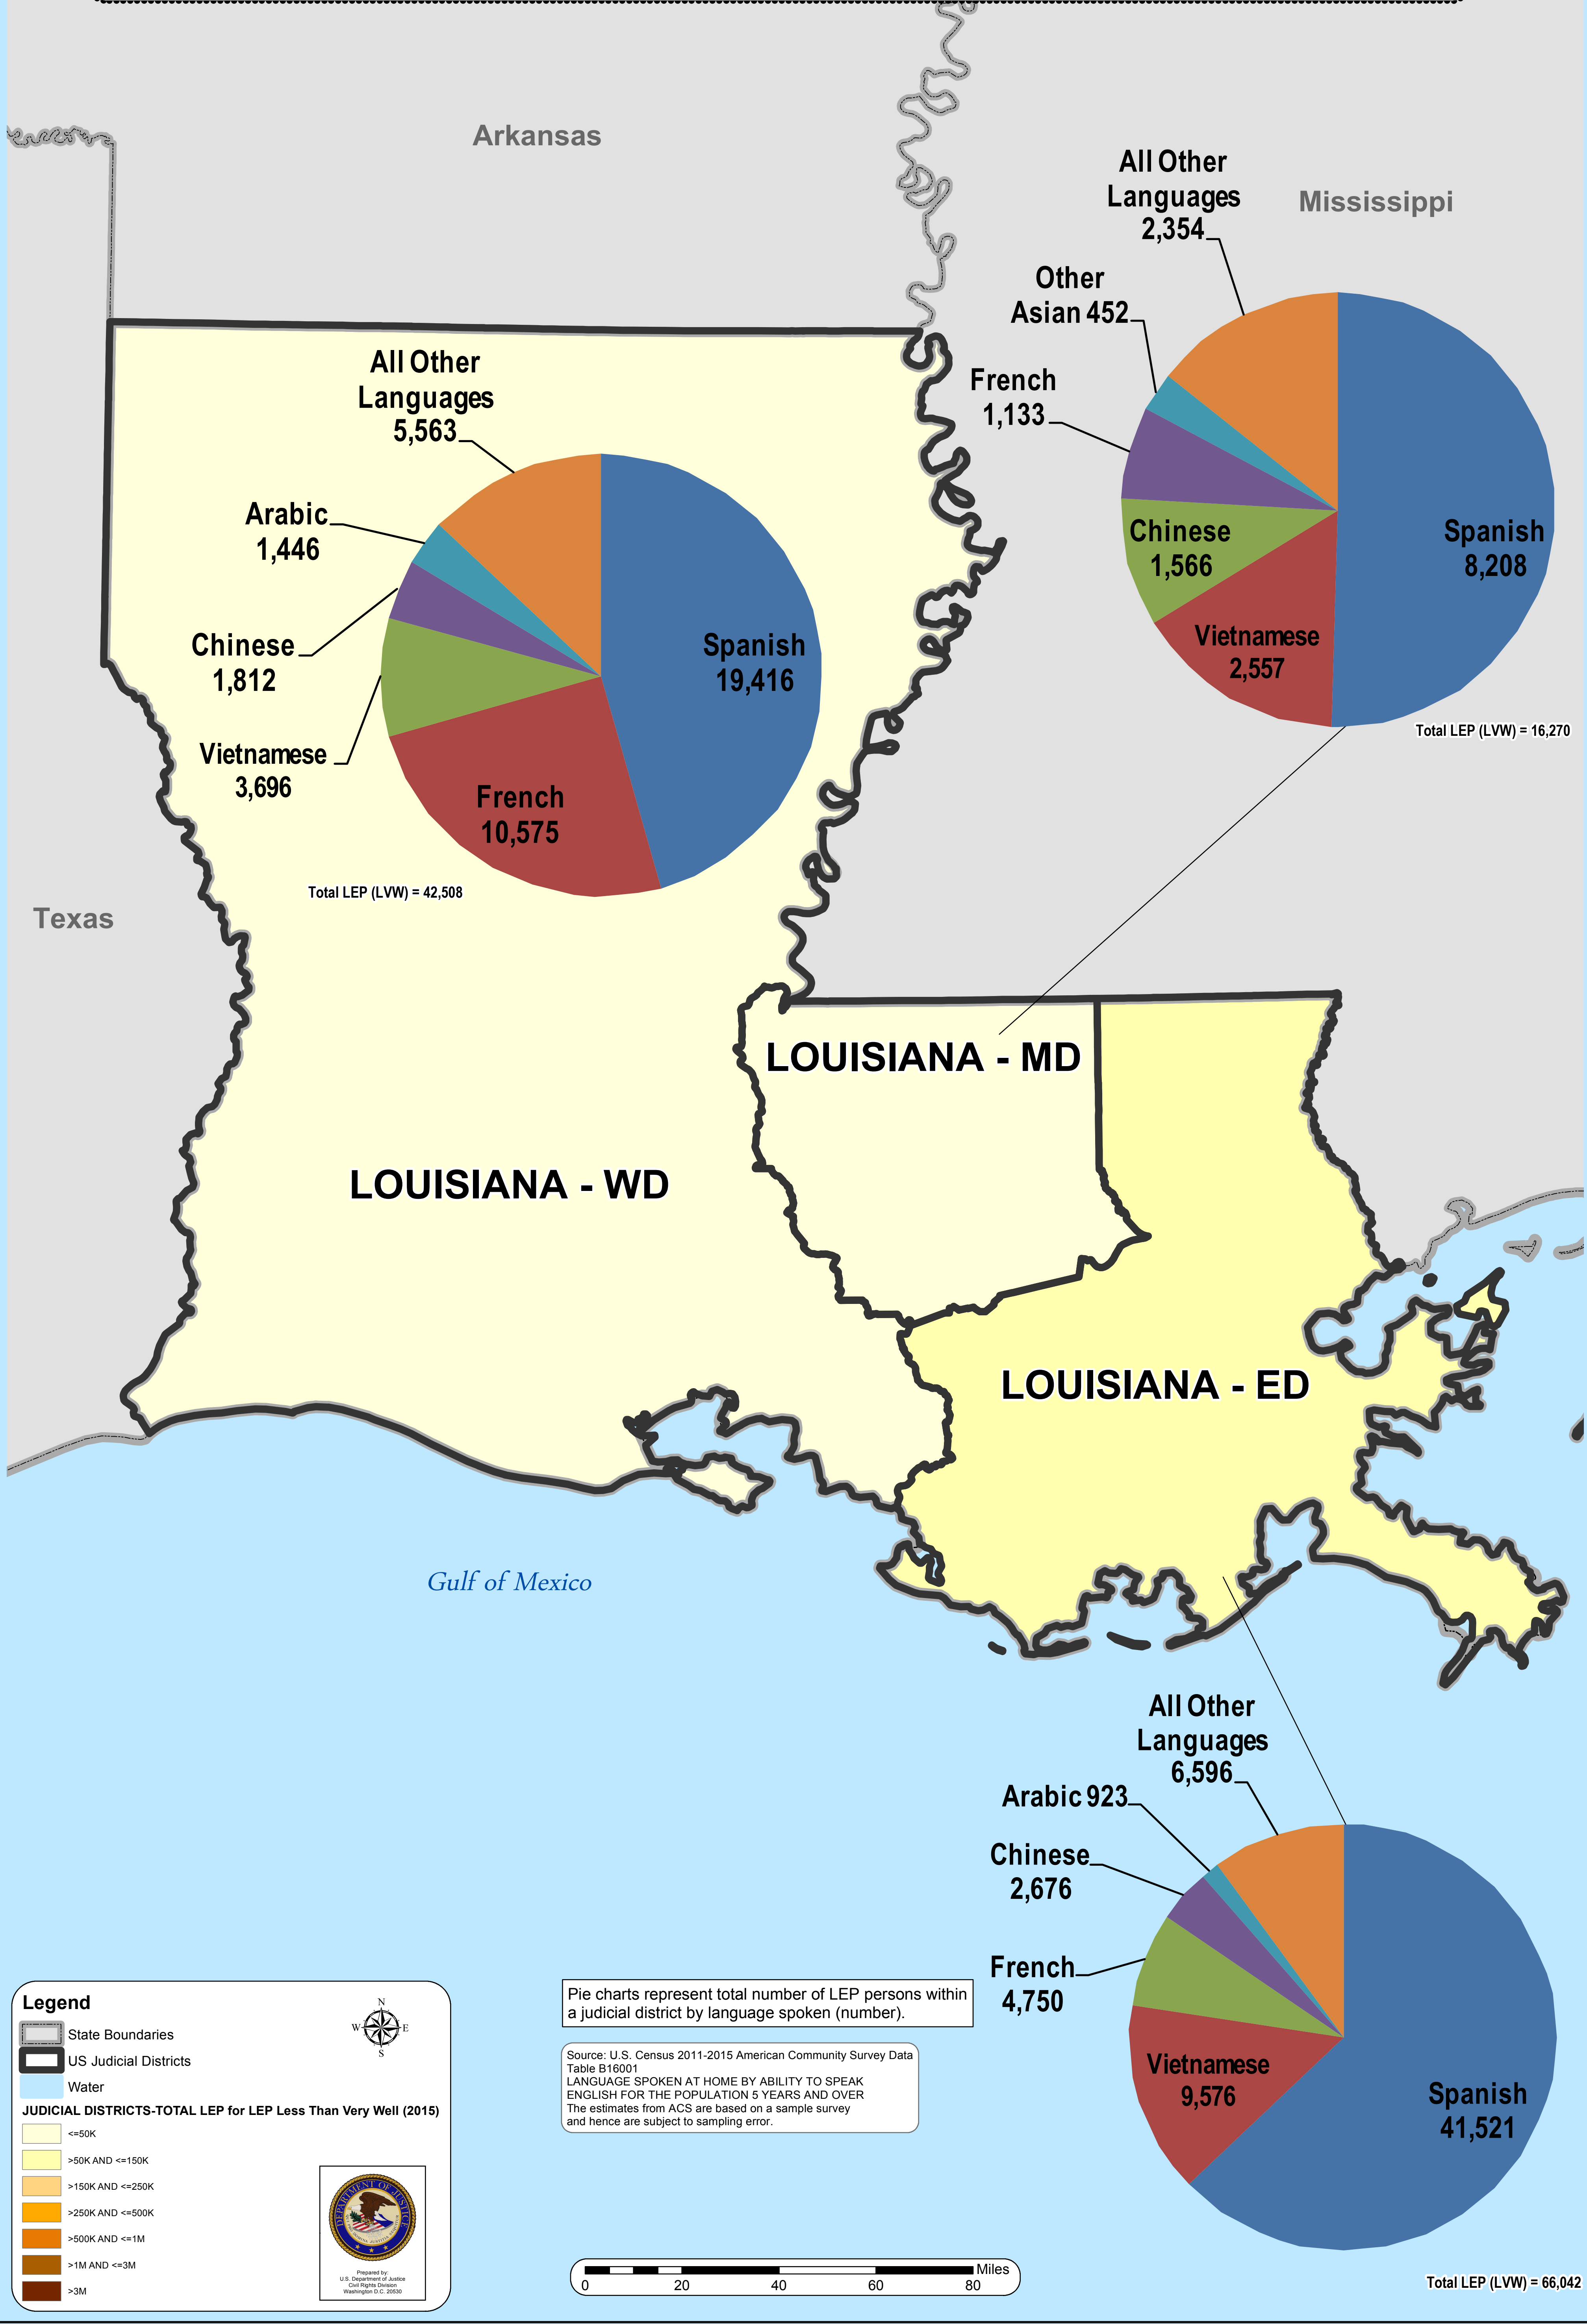 Arkansas
Mississippi
Texas
All Other
Languages
2,354
Other
Asian 452
French
1,133
Chinese
1,566
Vietnamese
2,557
Spanish
8,208
Total LEP (LVW) = 16,270
All Other
Languages
5,563
Arabic
1,446
Chinese
1,812
Vietnamese
3,696
French
10,575
Spanish
19,416
Total LEP (LVW) = 42,508
LOUISIANA - MD
LOUISIANA - WD
LOUISIANA - ED
Gulf of Mexico
All Other
Languages
6,596
Arabic 923
Chinese
2,676
French
4,750
Vietnamese
9,576
Spanish
41,521
Total LEP (LVW) = 66,042
Legend
State Boundaries
US Judicial Districts
Water
JUDICIAL DISTRICTS-TOTAL LEP for LEP Less Than Very Well (2015)
<=50K
>50K AND <=150K
>150K AND <=250K
>250K AND <=500K
>500K AND <=1M
>1M AND <=3M
>3M
N
W
E
S
DEPARTMENT OF JUSTICE
Prepared by:
U.S. Department of Justice
Civil Rights Division
Washington D.C. 20530
Pie charts represent total number of LEP persons within
a judicial district by language spoken (number).
Source: U.S. Census 2011-2015 American Community Survey Data
Table B16001
LANGUAGE SPOKEN AT HOME BY ABILITY TO SPEAK
ENGLISH FOR THE POPULATION 5 YEARS AND OVER
The estimates from ACS are based on a sample survey
and hence are subject to sampling error.
Miles
0 20 40 60 80